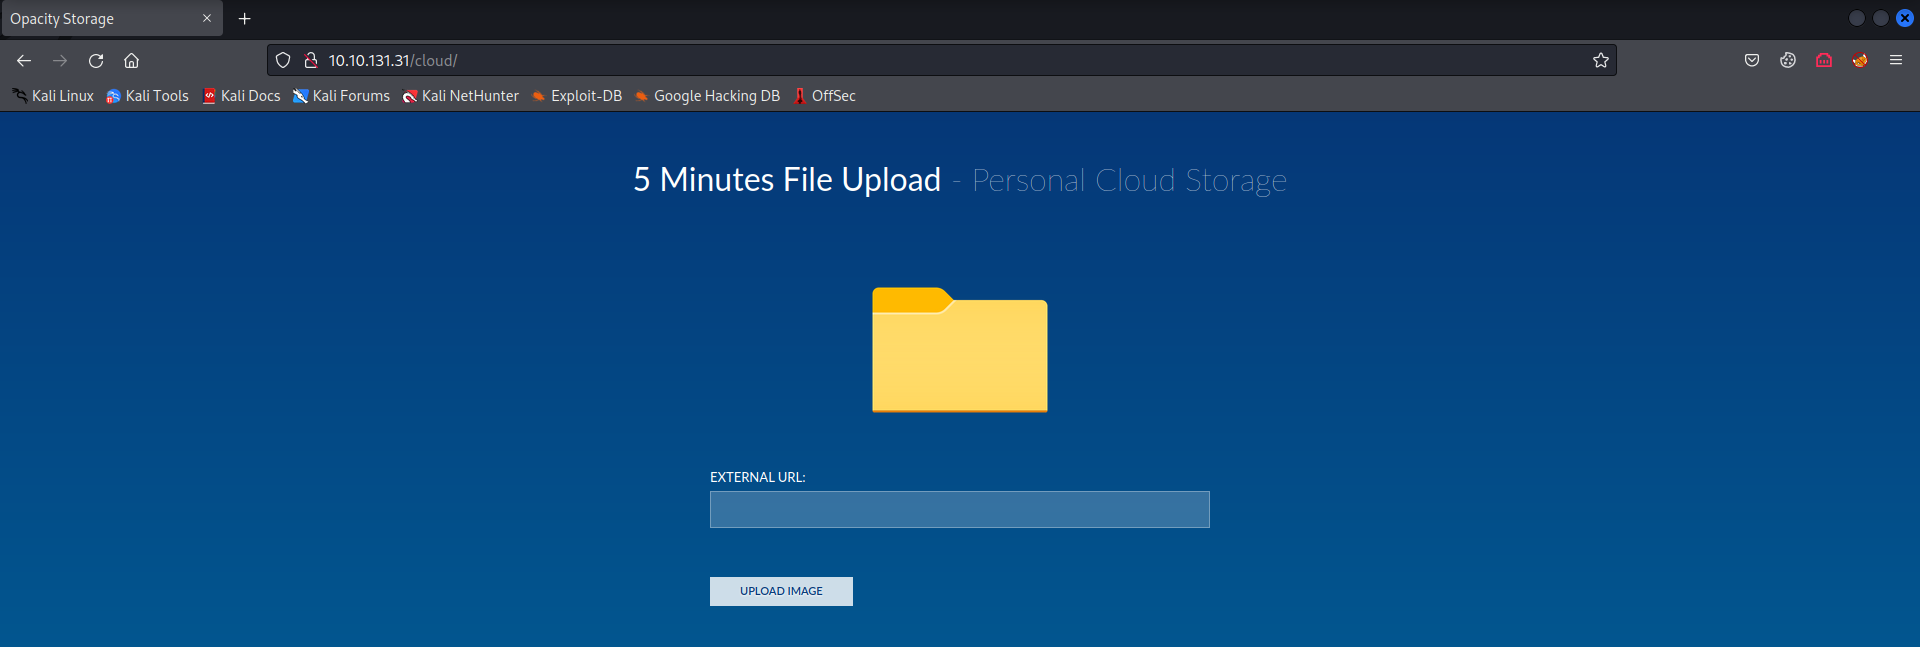 Opacity Storage
10.10.131.31/cloud/
Kali Linux Kali Tools Kali Docs Kali Forums Kali NetHunter Exploit-DB Google Hacking DB OffSec
5 Minutes File Upload - Personal Cloud Storage
EXTERNAL URL:
UPLOAD IMAGE